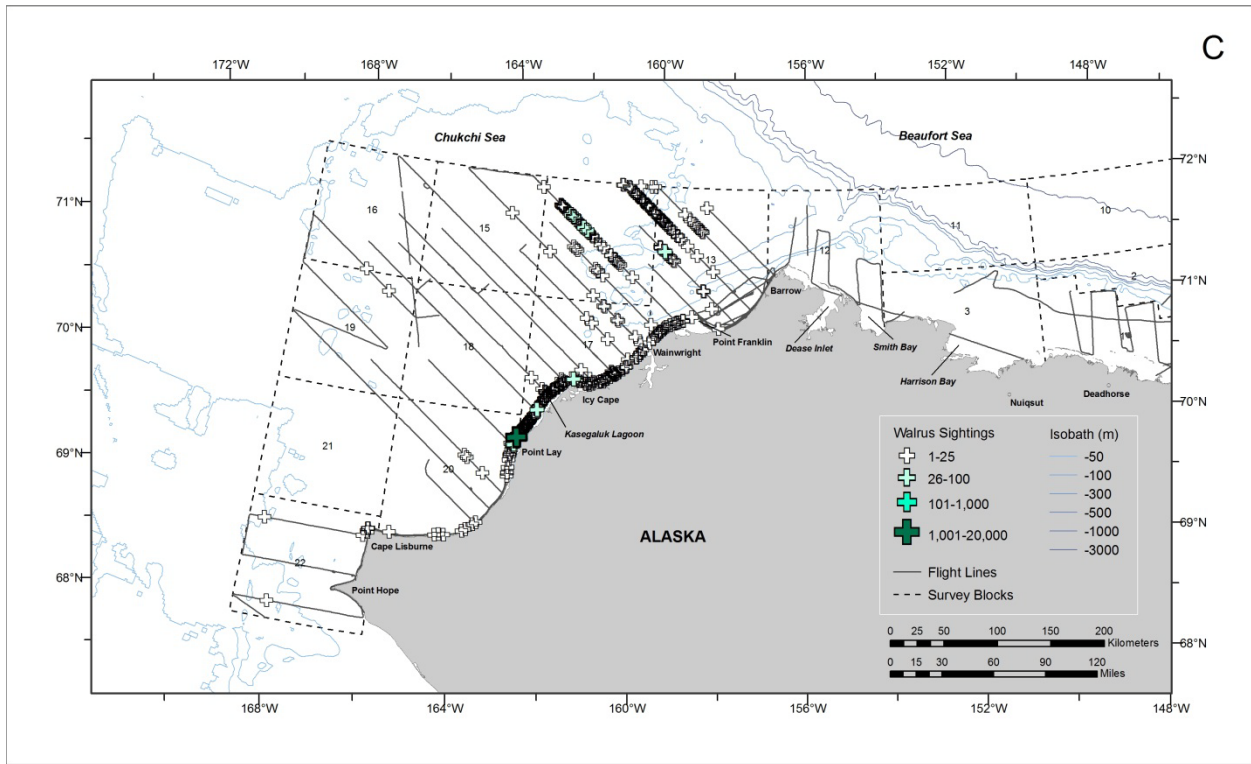 C
172°W 168°W 164°W 160°W 156°W 152°W 148°W
Chukchi Sea
Beaufort Sea
72°N
71°N
16
15
10
11
13
12
2
71°N
Barrow
3
70°N
19
18
17
Point Franklin
Wainwright
Dease Inlet
Smith Bay
Harrison Bay
Nuiqsut
Deadhorse
Icy Cape
70°N
Kasegaluk Lagoon
69°N
21
20
Point Lay
Cape Lisburne
ALASKA
69°N
22
68°N
Point Hope
68°N
Walrus Sightings
1-25
26-100
101-1,000
1,001-20,000
Isobath (m)
-50
-100
-300
-500
-1000
-3000
Flight Lines
Survey Blocks
0 25 50 100 150 200
Kilometers
0 15 30 60 90 120
Miles
168°W 164°W 160°W 156°W 152°W 148°W